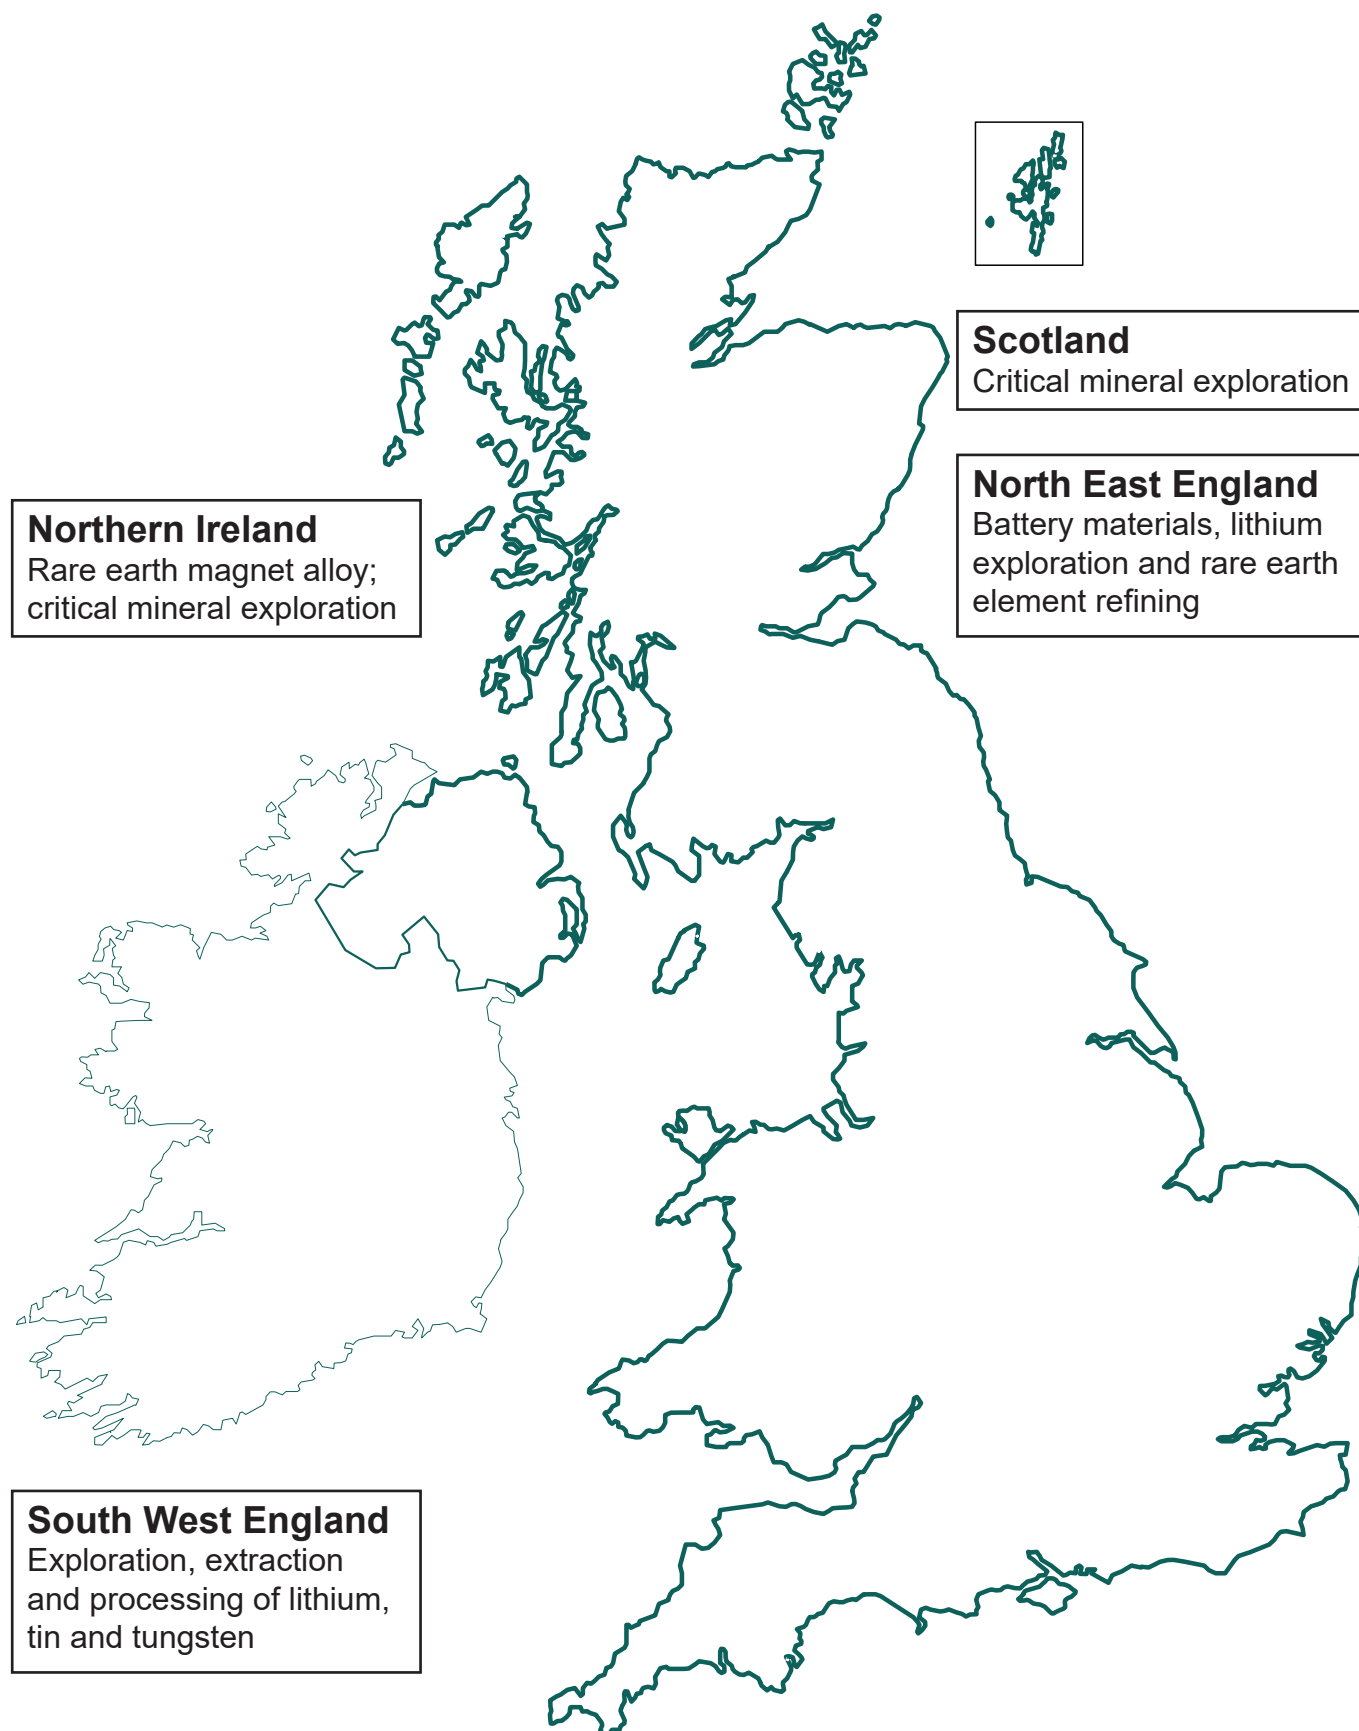 Scotland
Critical mineral exploration
North East England
Battery materials, lithium
exploration and rare earth
element refining
Northern Ireland
Rare earth magnet alloy;
critical mineral exploration
South West England
Exploration, extraction
and processing of lithium,
tin and tungsten